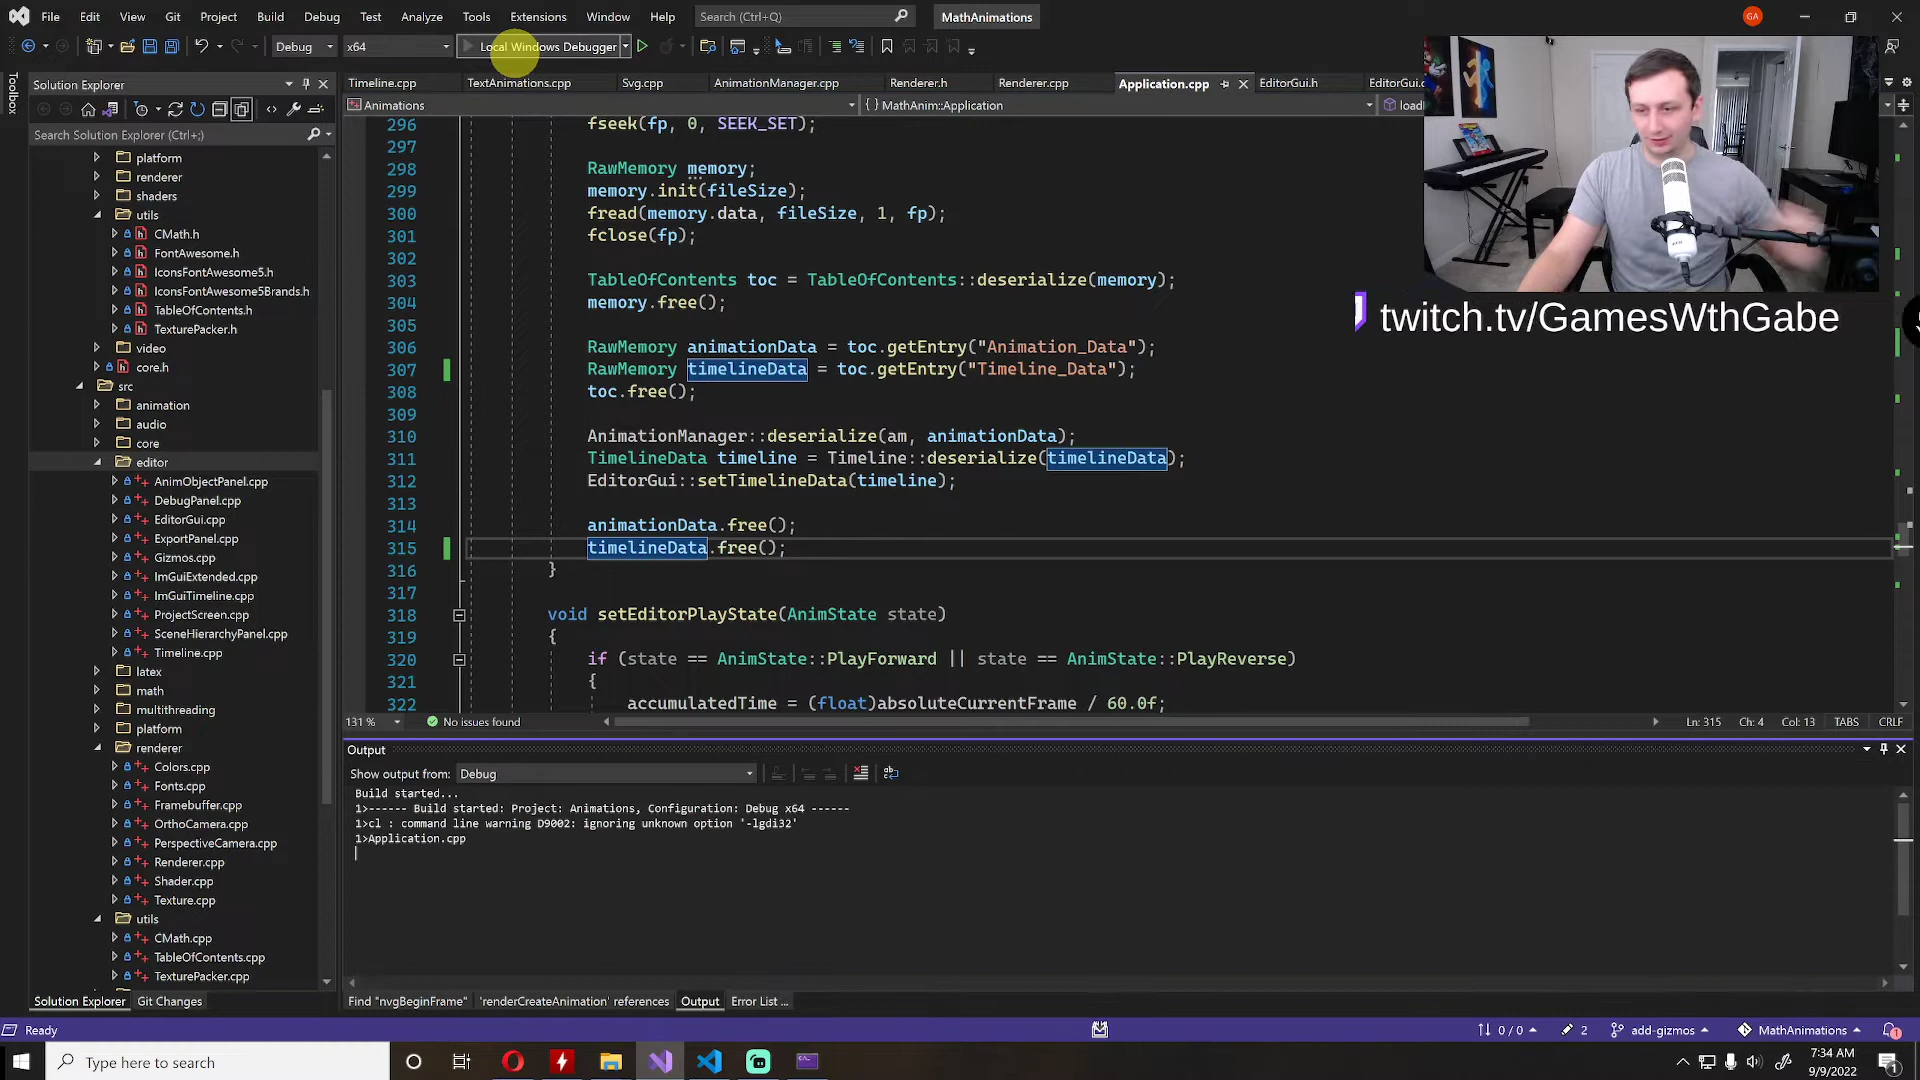 File Edit View Git Project Build Debug Test Analyze Tools Extensions Window Help Search (Ctrl+Q) MathAnimations GA
Debug x64 Local Windows Debugger
Toolbox
Solution Explorer
Search Solution Explorer (Ctrl+;)
platform
renderer
shaders
utils
CMath.h
FontAwesome.h
IconsFontAwesome5.h
IconsFontAwesome5Brands.h
TableOfContents.h
TexturePacker.h
video
core.h
src
animation
audio
core
editor
AnimObjectPanel.cpp
DebugPanel.cpp
EditorGui.cpp
ExportPanel.cpp
Gizmos.cpp
ImGuiExtended.cpp
ImGuiTimeline.cpp
ProjectScreen.cpp
SceneHierarchyPanel.cpp
Timeline.cpp
latex
math
multithreading
platform
renderer
Colors.cpp
Fonts.cpp
Framebuffer.cpp
OrthoCamera.cpp
PerspectiveCamera.cpp
Renderer.cpp
Shader.cpp
Texture.cpp
utils
CMath.cpp
TableOfContents.cpp
TexturePacker.cpp
Solution Explorer Git Changes
Timeline.cpp TextAnimations.cpp Svg.cpp AnimationManager.cpp Renderer.h Renderer.cpp Application.cpp EditorGui.h EditorGui.c
Animations { } MathAnim::Application load
296 fseek(fp, 0, SEEK_SET);
297
298 RawMemory memory;
299 memory.init(fileSize);
300 fread(memory.data, fileSize, 1, fp);
301 fclose(fp);
302
303 TableOfContents toc = TableOfContents::deserialize(memory);
304 memory.free();
305
306 RawMemory animationData = toc.getEntry("Animation_Data");
307 RawMemory timelineData = toc.getEntry("Timeline_Data");
308 toc.free();
309
310 AnimationManager::deserialize(am, animationData);
311 TimelineData timeline = Timeline::deserialize(timelineData);
312 EditorGui::setTimelineData(timeline);
313
314 animationData.free();
315 timelineData.free();
316 }
317
318 void setEditorPlayState(AnimState state)
319 {
320 if (state == AnimState::PlayForward || state == AnimState::PlayReverse)
321 {
322 accumulatedTime = (float)absoluteCurrentFrame / 60.0f;
twitch.tv/GamesWthGabe
131 % No issues found Ln: 315 Ch: 4 Col: 13 TABS CRLF
Output
Show output from: Debug
Build started...
1>------ Build started: Project: Animations, Configuration: Debug x64 ------
1>cl : command line warning D9002: ignoring unknown option '-lgdi32'
1>Application.cpp
Find "nvgBeginFrame" 'renderCreateAnimation' references Output Error List ...
Ready 0 / 0 2 add-gizmos MathAnimations 1
Type here to search
7:34 AM
9/9/2022
1